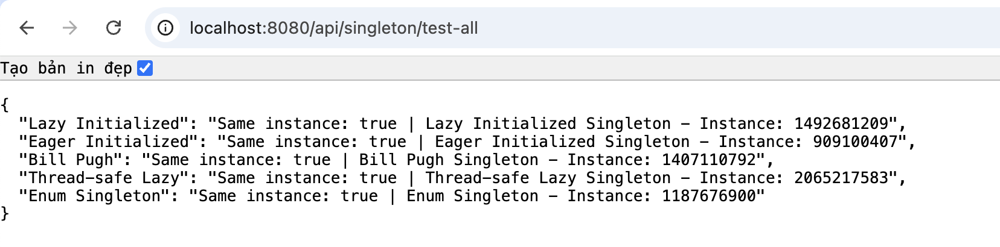 localhost:8080/api/singleton/test-all
Tạo bản in đẹp
{
  "Lazy Initialized": "Same instance: true | Lazy Initialized Singleton - Instance: 1492681209",
  "Eager Initialized": "Same instance: true | Eager Initialized Singleton - Instance: 909100407",
  "Bill Pugh": "Same instance: true | Bill Pugh Singleton - Instance: 1407110792",
  "Thread-safe Lazy": "Same instance: true | Thread-safe Lazy Singleton - Instance: 2065217583",
  "Enum Singleton": "Same instance: true | Enum Singleton - Instance: 1187676900"
}